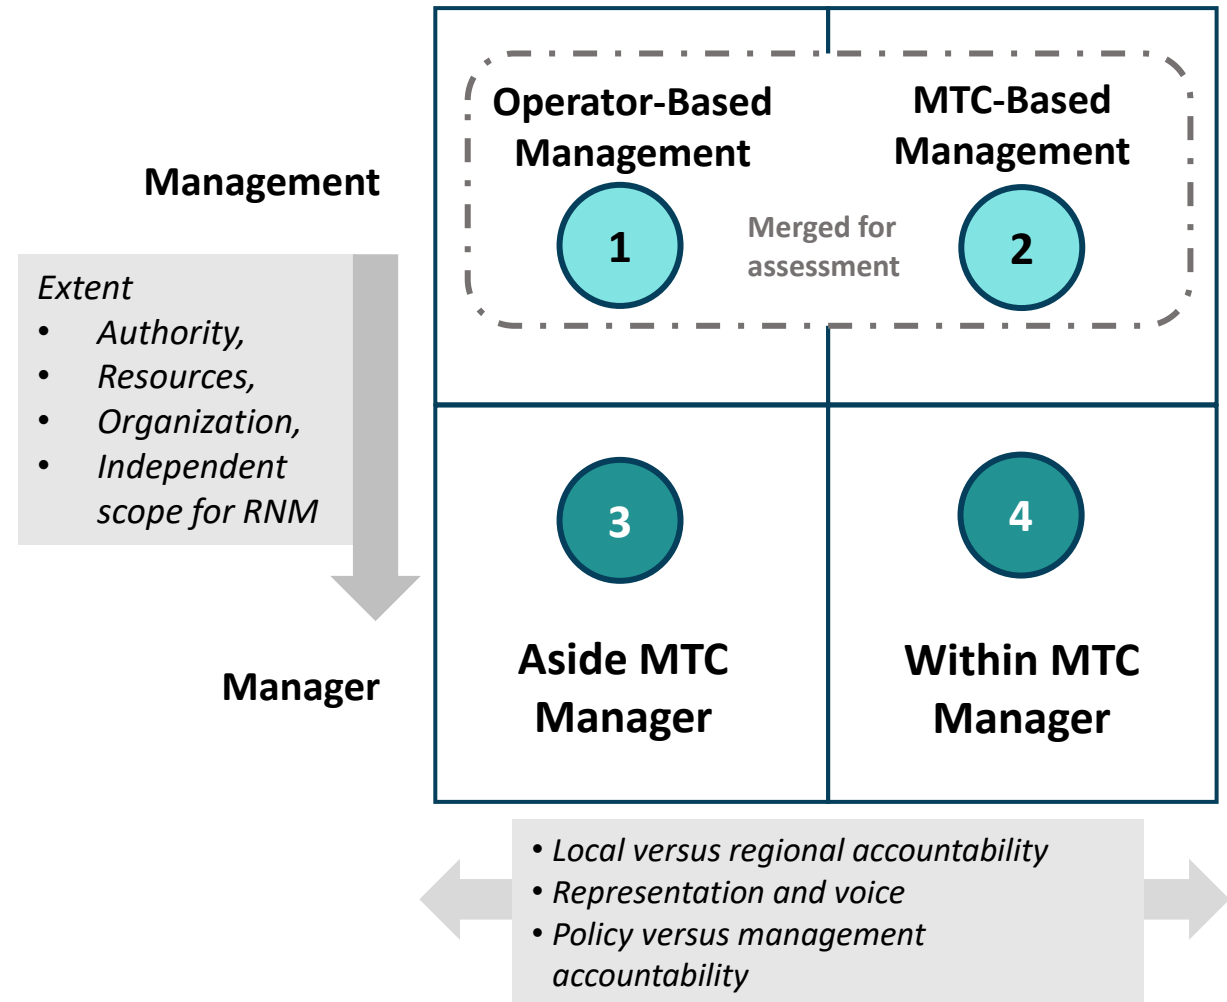 Operator-Based
Management
MTC-Based
Management
Management
1
Merged for
assessment
2
Extent
• Authority,
• Resources,
• Organization,
• Independent
scope for RNM
3
4
Manager
Aside MTC
Manager
Within MTC
Manager
• Local versus regional accountability
• Representation and voice
• Policy versus management
accountability